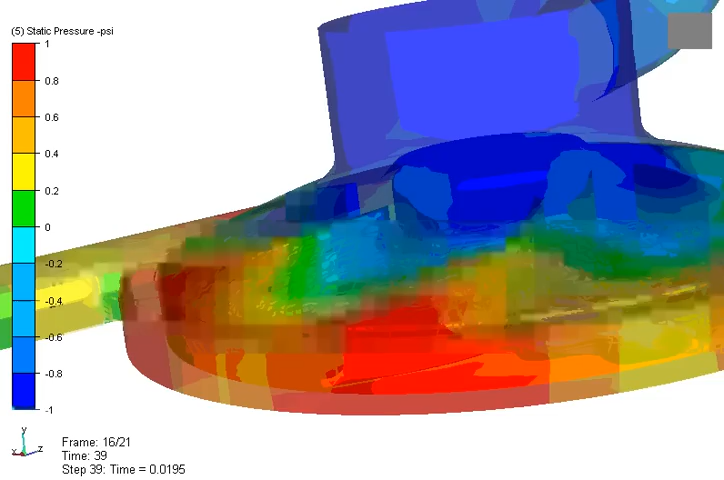 (5) Static Pressure -psi
1
0.8
0.6
0.4
0.2
0
-0.2
-0.4
-0.6
-0.8
-1
y
x z
Frame: 16/21
Time: 39
Step 39: Time = 0.0195